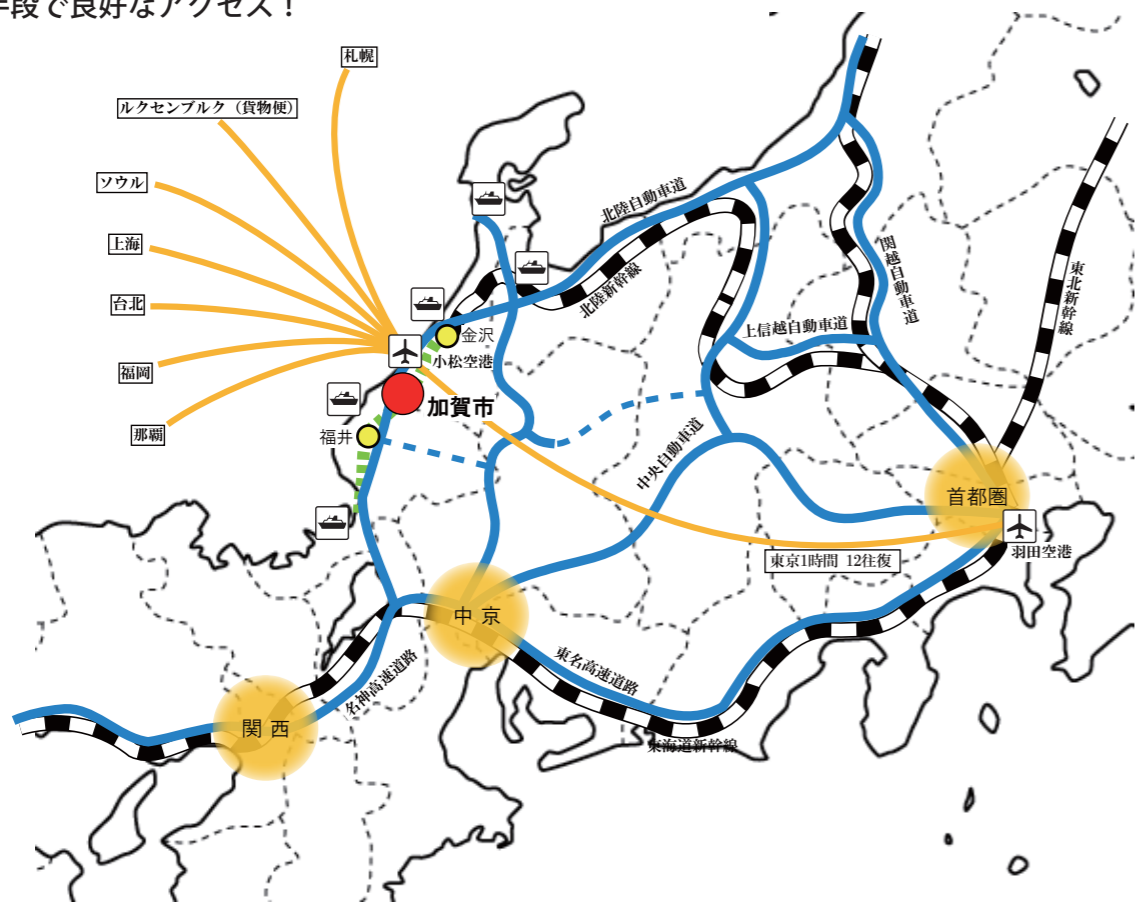 段で良好なアクセス！
札幌
ルクセンブルク（貨物便）
ソウル
上海
台北
福岡
那覇
北陸自動車道
北陸新幹線
関越自動車道
東北新幹線
上信越自動車道
金沢
小松空港
加賀市
福井
中央自動車道
首都圏
羽田空港
東京1時間 12往復
中京
東名高速道路
名神高速道路
関西
東海道新幹線